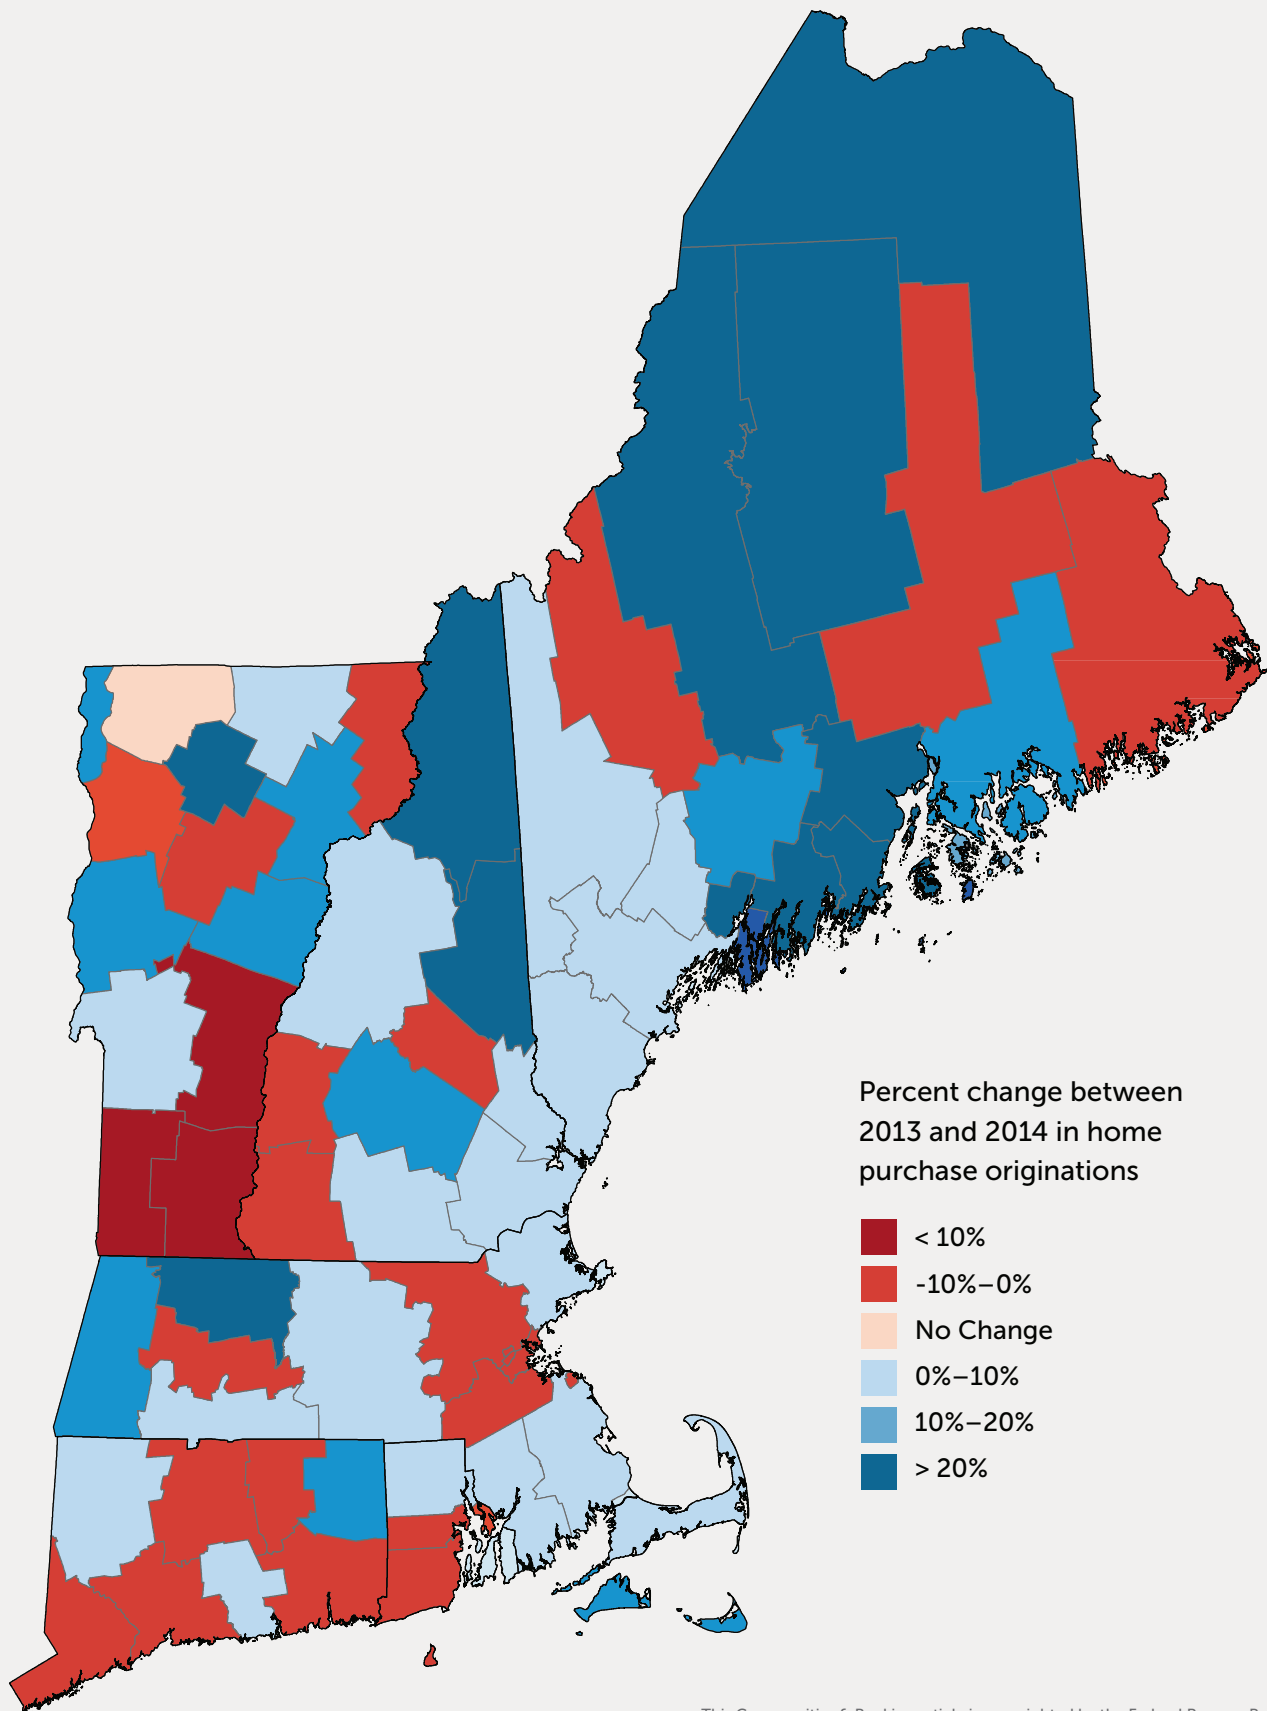 Percent change between
2013 and 2014 in home
purchase originations
< 10%
-10%–0%
No Change
0%–10%
10%–20%
> 20%